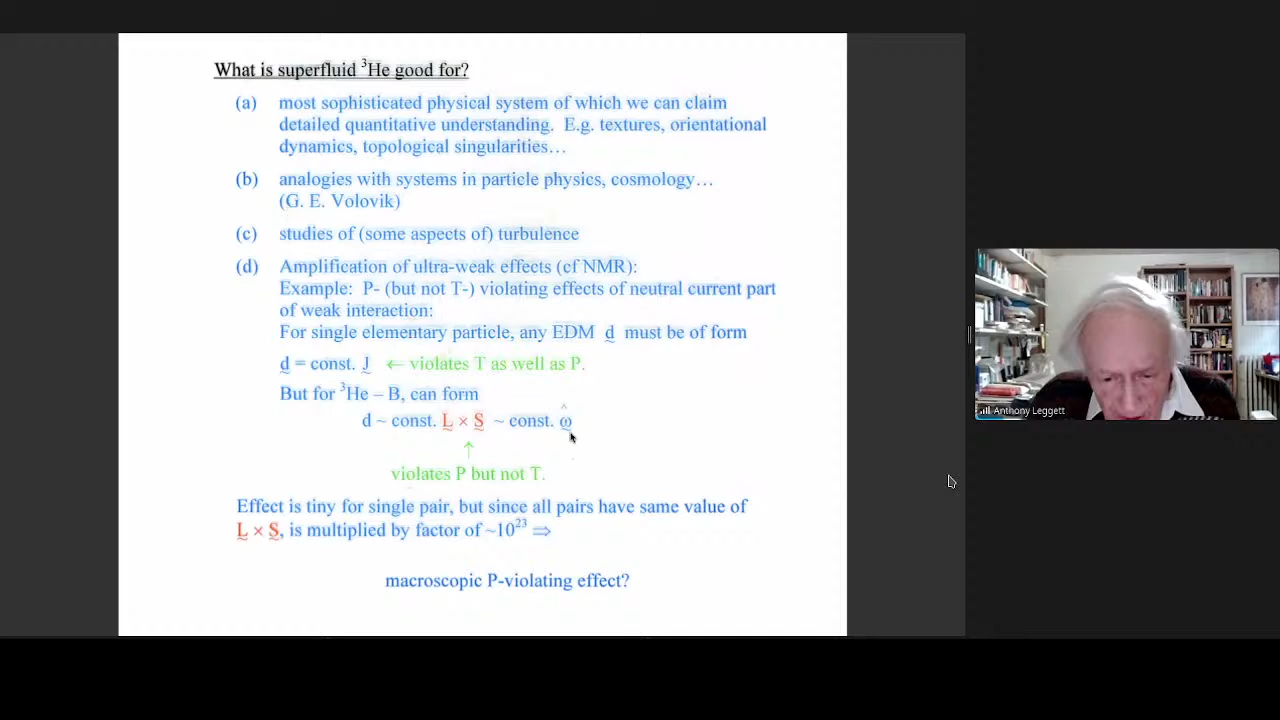 What is superfluid ³He good for?
(a) most sophisticated physical system of which we can claim
detailed quantitative understanding. E.g. textures, orientational
dynamics, topological singularities…
(b) analogies with systems in particle physics, cosmology…
(G. E. Volovik)
(c) studies of (some aspects of) turbulence
(d) Amplification of ultra-weak effects (cf NMR):
Example: P- (but not T-) violating effects of neutral current part
of weak interaction:
For single elementary particle, any EDM d̰ must be of form
d̰ = const. J̰ ← violates T as well as P.
But for ³He – B, can form
d ~ const. L̰ × S̰ ~ const. ω̰̂
↑
violates P but not T.
Effect is tiny for single pair, but since all pairs have same value of
L̰ × S̰, is multiplied by factor of ~10²³ ⇒
macroscopic P-violating effect?
Anthony Leggett